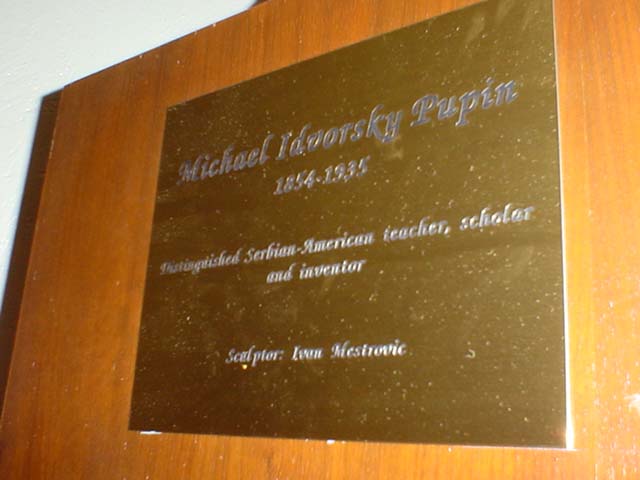 Michael Idvorsky Pupin
1854-1935
Distinguished Serbian-American teacher, scholar
and inventor
Sculptor: Ivan Mestrovic